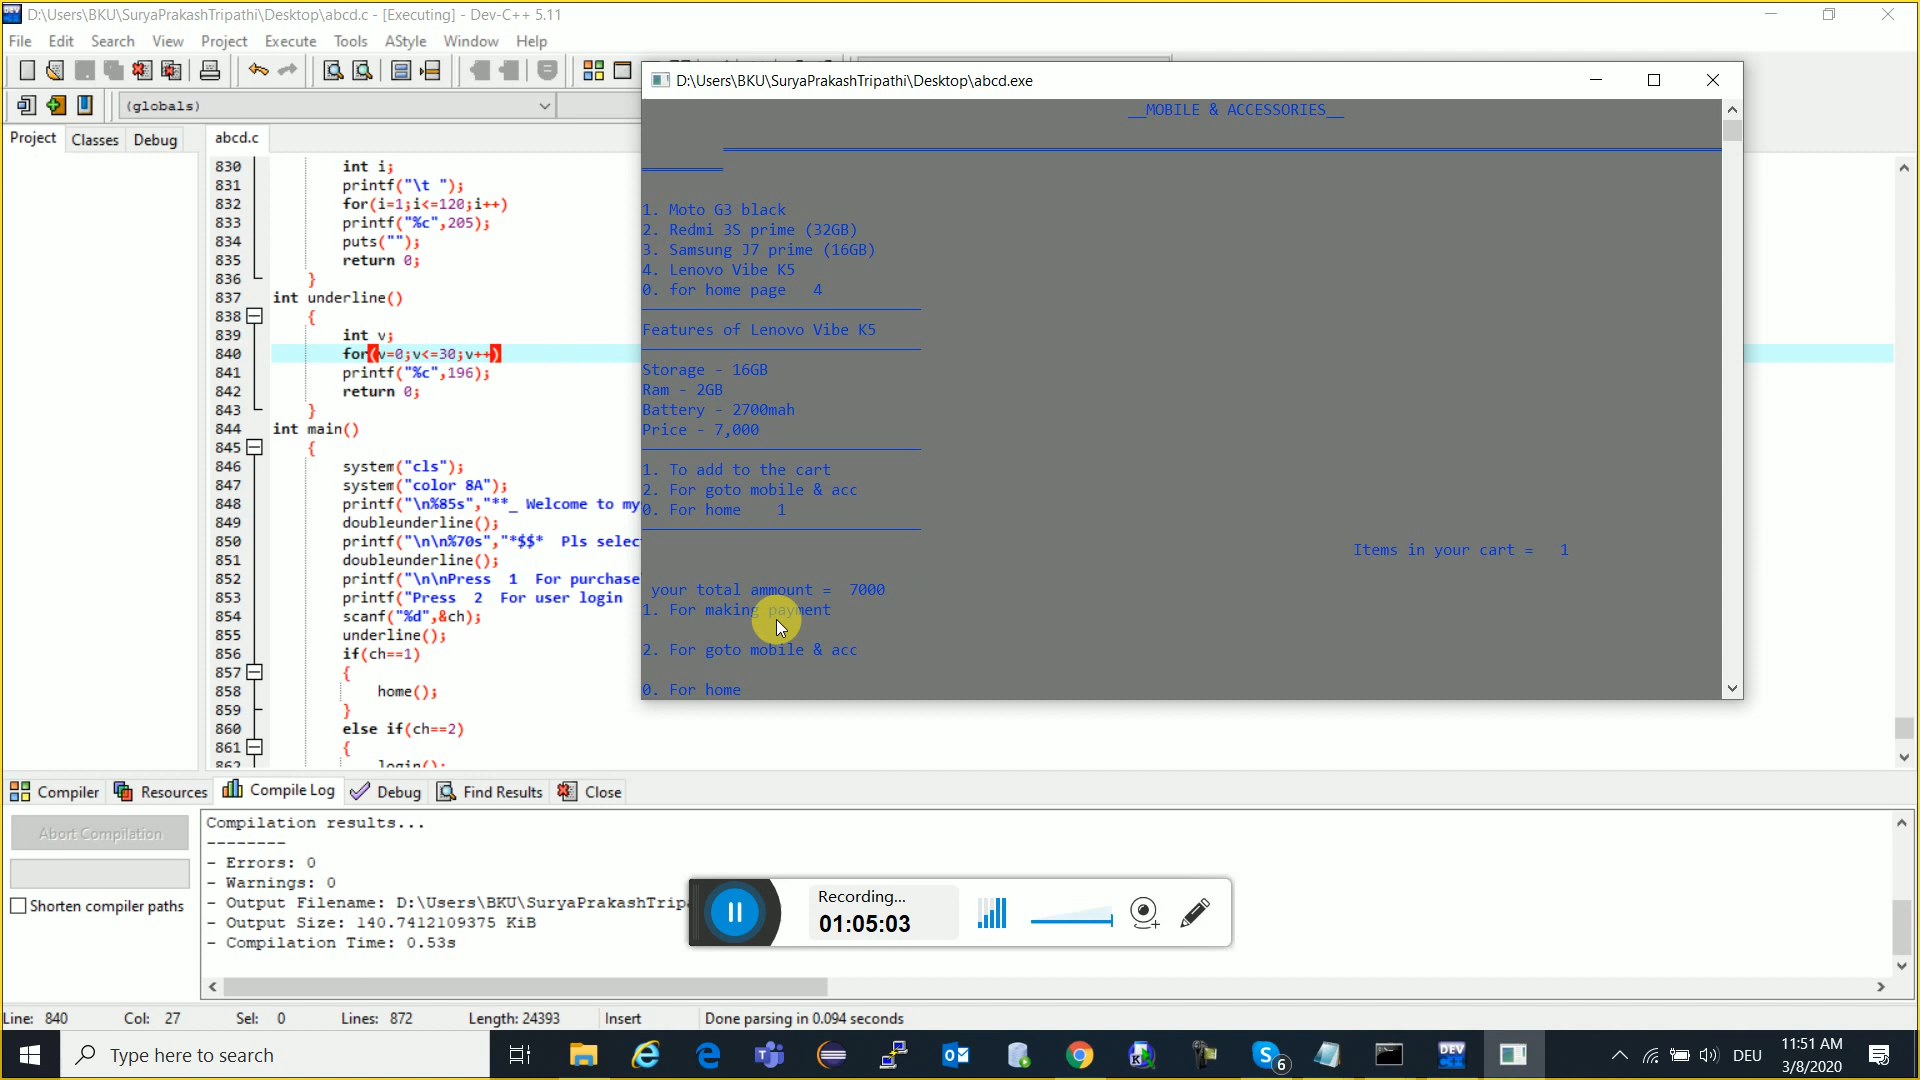 D:\Users\BKU\SuryaPrakashTripathi\Desktop\abcd.c - [Executing] - Dev-C++ 5.11
File Edit Search View Project Execute Tools AStyle Window Help
(globals)
Project Classes Debug
abcd.c
830 int i;
831 printf("\t ");
832 for(i=1;i<=120;i++)
833 printf("%c",205);
834 puts("");
835 return 0;
836 }
837 int underline()
838 {
839 int v;
840 for(v=0;v<=30;v++)
841 printf("%c",196);
842 return 0;
843 }
844 int main()
845 {
846 system("cls");
847 system("color 8A");
848 printf("\n%85s","**_ Welcome to my
849 doubleunderline();
850 printf("\n\n%70s","*$$* Pls selec
851 doubleunderline();
852 printf("\n\nPress 1 For purchase
853 printf("Press 2 For user login
854 scanf("%d",&ch);
855 underline();
856 if(ch==1)
857 {
858 home();
859 }
860 else if(ch==2)
861 {
862 login();
D:\Users\BKU\SuryaPrakashTripathi\Desktop\abcd.exe
__MOBILE & ACCESSORIES__
1. Moto G3 black
2. Redmi 3S prime (32GB)
3. Samsung J7 prime (16GB)
4. Lenovo Vibe K5
0. for home page 4
Features of Lenovo Vibe K5
Storage - 16GB
Ram - 2GB
Battery - 2700mah
Price - 7,000
1. To add to the cart
2. For goto mobile & acc
0. For home 1
Items in your cart = 1
your total ammount = 7000
1. For making payment
2. For goto mobile & acc
0. For home
Compiler Resources Compile Log Debug Find Results Close
Abort Compilation
Shorten compiler paths
Compilation results...
--------
- Errors: 0
- Warnings: 0
- Output Filename: D:\Users\BKU\SuryaPrakashTripa
- Output Size: 140.7412109375 KiB
- Compilation Time: 0.53s
Recording...
01:05:03
Line: 840 Col: 27 Sel: 0 Lines: 872 Length: 24393 Insert Done parsing in 0.094 seconds
Type here to search
DEV
6
DEU
11:51 AM
3/8/2020